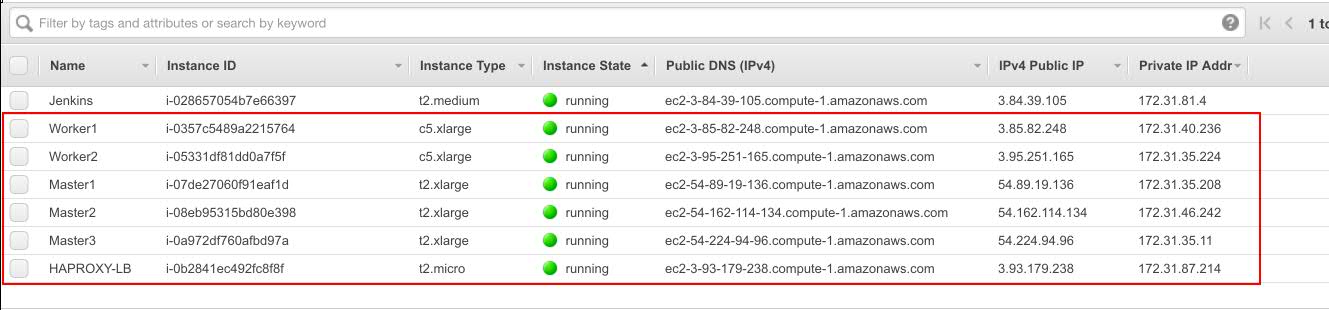 Filter by tags and attributes or search by keyword 1 to
Name Instance ID Instance Type Instance State Public DNS (IPv4) IPv4 Public IP Private IP Addr
Jenkins i-028657054b7e66397 t2.medium running ec2-3-84-39-105.compute-1.amazonaws.com 3.84.39.105 172.31.81.4
Worker1 i-0357c5489a2215764 c5.xlarge running ec2-3-85-82-248.compute-1.amazonaws.com 3.85.82.248 172.31.40.236
Worker2 i-05331df81dd0a7f5f c5.xlarge running ec2-3-95-251-165.compute-1.amazonaws.com 3.95.251.165 172.31.35.224
Master1 i-07de27060f91eaf1d t2.xlarge running ec2-54-89-19-136.compute-1.amazonaws.com 54.89.19.136 172.31.35.208
Master2 i-08eb95315bd80e398 t2.xlarge running ec2-54-162-114-134.compute-1.amazonaws.com 54.162.114.134 172.31.46.242
Master3 i-0a972df760afbd97a t2.xlarge running ec2-54-224-94-96.compute-1.amazonaws.com 54.224.94.96 172.31.35.11
HAPROXY-LB i-0b2841ec492fc8f8f t2.micro running ec2-3-93-179-238.compute-1.amazonaws.com 3.93.179.238 172.31.87.214